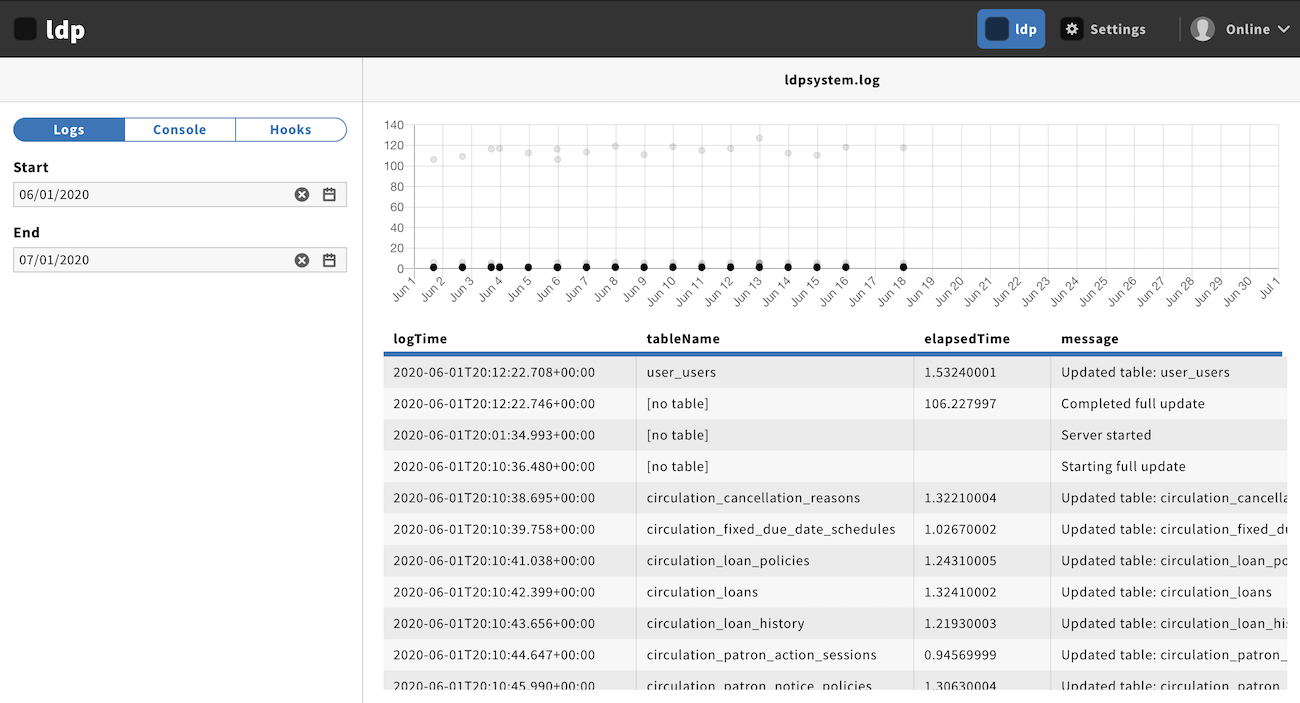 ldp
ldp Settings Online
ldpsystem.log
Logs Console Hooks
Start
06/01/2020
End
07/01/2020
140
120
100
80
60
40
20
0
Jun 1 Jun 2 Jun 3 Jun 4 Jun 5 Jun 6 Jun 7 Jun 8 Jun 9 Jun 10 Jun 11 Jun 12 Jun 13 Jun 14 Jun 15 Jun 16 Jun 17 Jun 18 Jun 19 Jun 20 Jun 21 Jun 22 Jun 23 Jun 24 Jun 25 Jun 26 Jun 27 Jun 28 Jun 29 Jun 30 Jul 1
logTime tableName elapsedTime message
2020-06-01T20:12:22.708+00:00 user_users 1.53240001 Updated table: user_users
2020-06-01T20:12:22.746+00:00 [no table] 106.227997 Completed full update
2020-06-01T20:01:34.993+00:00 [no table] Server started
2020-06-01T20:10:36.480+00:00 [no table] Starting full update
2020-06-01T20:10:38.695+00:00 circulation_cancellation_reasons 1.32210004 Updated table: circulation_cancella
2020-06-01T20:10:39.758+00:00 circulation_fixed_due_date_schedules 1.02670002 Updated table: circulation_fixed_du
2020-06-01T20:10:41.038+00:00 circulation_loan_policies 1.24310005 Updated table: circulation_loan_po
2020-06-01T20:10:42.399+00:00 circulation_loans 1.32410002 Updated table: circulation_loans
2020-06-01T20:10:43.656+00:00 circulation_loan_history 1.21930003 Updated table: circulation_loan_his
2020-06-01T20:10:44.647+00:00 circulation_patron_action_sessions 0.94569999 Updated table: circulation_patron_
2020-06-01T20:10:45.990+00:00 circulation_patron_notice_policies 1.30630004 Updated table: circulation_patron